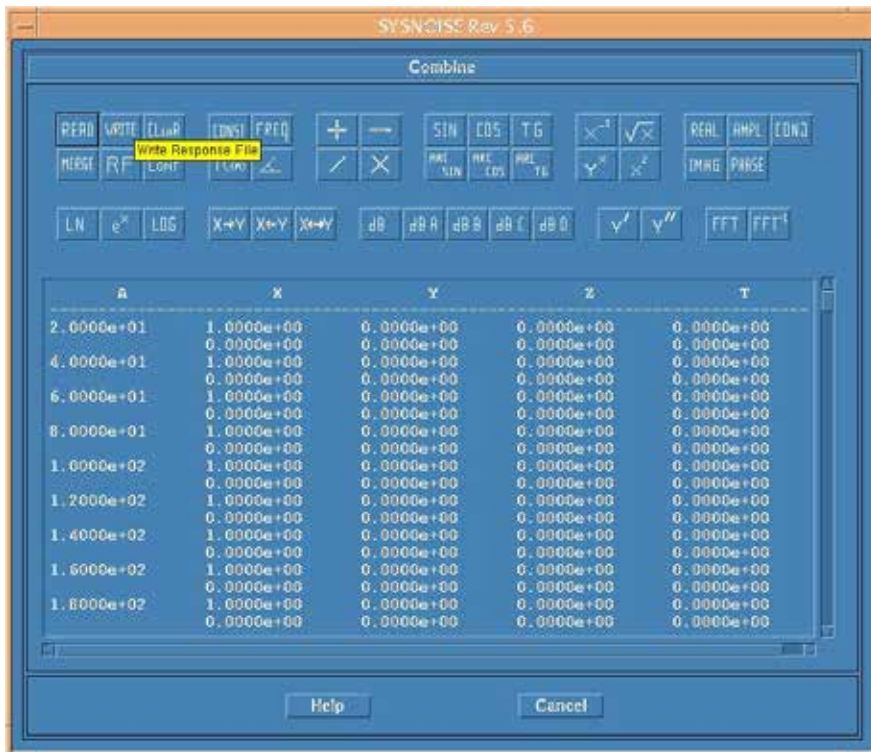 SYSNOISE Rev 5.6
Combine
READ WRITE CLeaR CONST FREQ + — SIN COS TG X⁻¹ √X REAL AMPL CONJ
Write Response File
MERGE RF / X ARC SIN ARC COS ARC TG Yˣ X² IMAG PHASE
LN eˣ LOG X→Y X←Y X↔Y dB dB A dB B dB C dB D Y' Y" FFT FFT⁻¹
A X Y Z T
2.0000e+01 1.0000e+00 0.0000e+00 0.0000e+00 0.0000e+00
0.0000e+00 0.0000e+00 0.0000e+00 0.0000e+00
4.0000e+01 1.0000e+00 0.0000e+00 0.0000e+00 0.0000e+00
0.0000e+00 0.0000e+00 0.0000e+00 0.0000e+00
6.0000e+01 1.0000e+00 0.0000e+00 0.0000e+00 0.0000e+00
0.0000e+00 0.0000e+00 0.0000e+00 0.0000e+00
8.0000e+01 1.0000e+00 0.0000e+00 0.0000e+00 0.0000e+00
0.0000e+00 0.0000e+00 0.0000e+00 0.0000e+00
1.0000e+02 1.0000e+00 0.0000e+00 0.0000e+00 0.0000e+00
0.0000e+00 0.0000e+00 0.0000e+00 0.0000e+00
1.2000e+02 1.0000e+00 0.0000e+00 0.0000e+00 0.0000e+00
0.0000e+00 0.0000e+00 0.0000e+00 0.0000e+00
1.4000e+02 1.0000e+00 0.0000e+00 0.0000e+00 0.0000e+00
0.0000e+00 0.0000e+00 0.0000e+00 0.0000e+00
1.6000e+02 1.0000e+00 0.0000e+00 0.0000e+00 0.0000e+00
0.0000e+00 0.0000e+00 0.0000e+00 0.0000e+00
1.8000e+02 1.0000e+00 0.0000e+00 0.0000e+00 0.0000e+00
0.0000e+00 0.0000e+00 0.0000e+00 0.0000e+00
Help Cancel